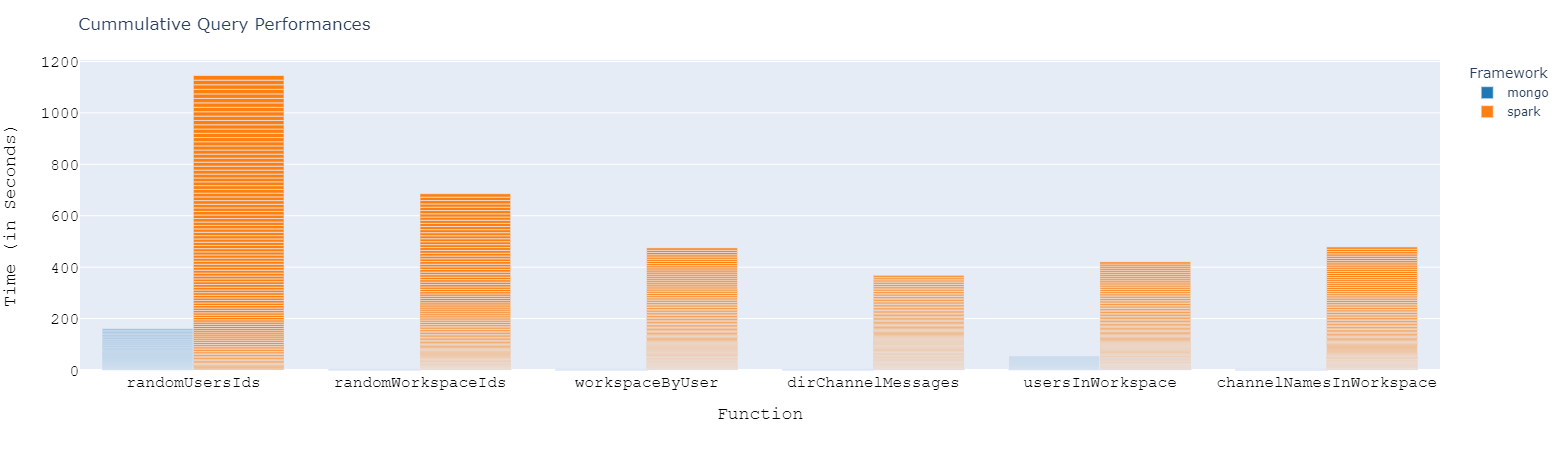 Cummulative Query Performances
Framework
mongo
spark
1200
1000
800
600
400
200
0
Time (in Seconds)
randomUsersIds randomWorkspaceIds workspaceByUser dirChannelMessages usersInWorkspace channelNamesInWorkspace
Function